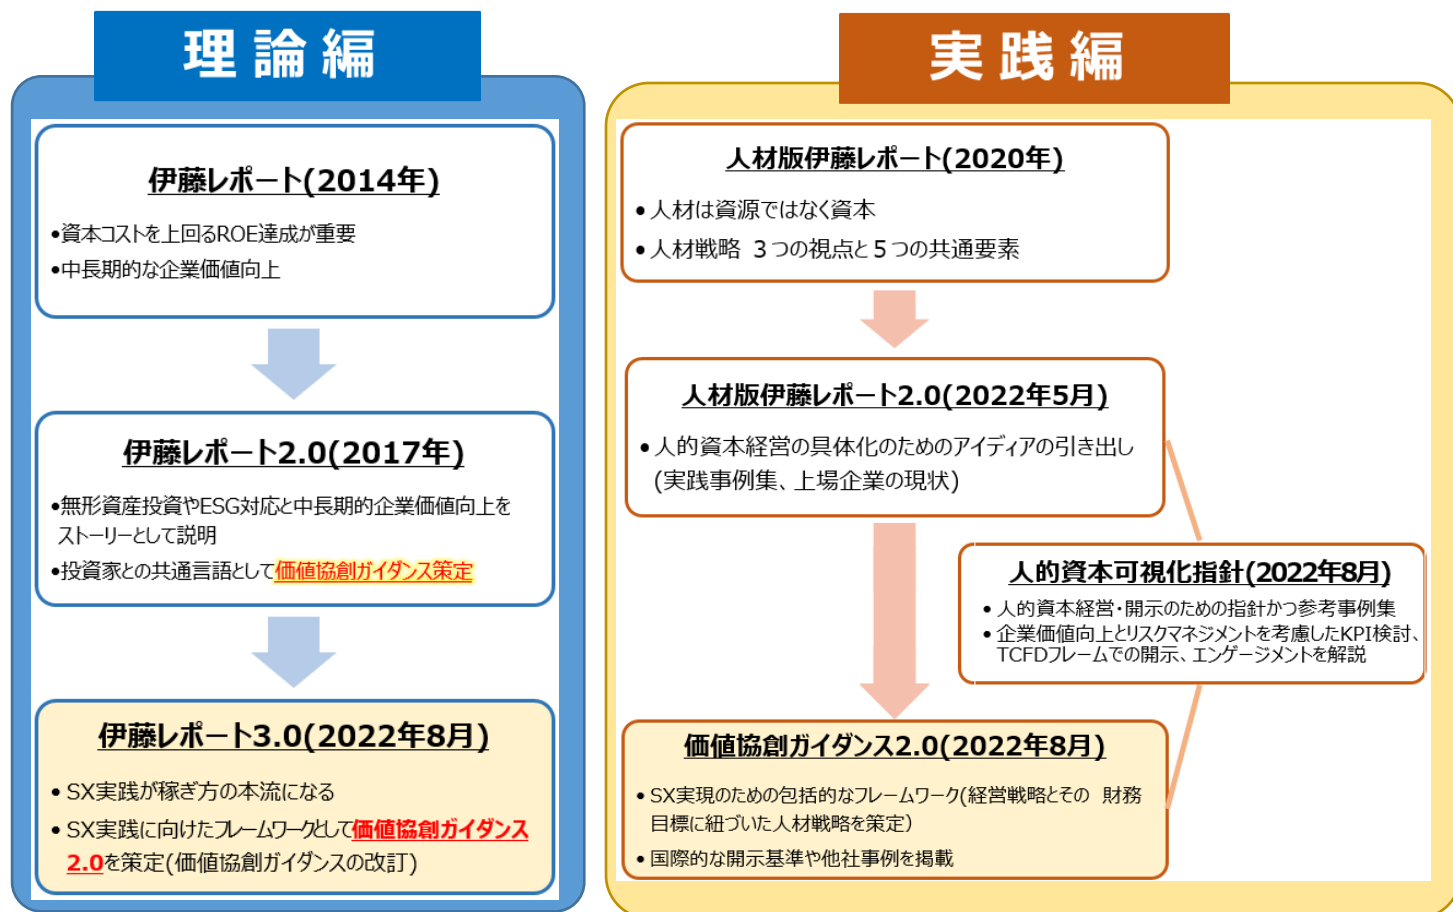 理論編
伊藤レポート(2014年)
•資本コストを上回るROE達成が重要
•中長期的な企業価値向上
伊藤レポート2.0(2017年)
•無形資産投資やESG対応と中長期的企業価値向上を
ストーリーとして説明
•投資家との共通言語として価値協創ガイダンス策定
伊藤レポート3.0(2022年8月)
• SX実践が稼ぎ方の本流になる
• SX実践に向けたフレームワークとして価値協創ガイダンス
2.0を策定(価値協創ガイダンスの改訂)
実践編
人材版伊藤レポート(2020年)
• 人材は資源ではなく資本
• 人材戦略 ３つの視点と５つの共通要素
人材版伊藤レポート2.0(2022年5月)
• 人的資本経営の具体化のためのアイディアの引き出し
(実践事例集、上場企業の現状)
人的資本可視化指針(2022年8月)
• 人的資本経営・開示のための指針かつ参考事例集
• 企業価値向上とリスクマネジメントを考慮したKPI検討、
TCFDフレームでの開示、エンゲージメントを解説
価値協創ガイダンス2.0(2022年8月)
• SX実現のための包括的なフレームワーク(経営戦略とその 財務
目標に紐づいた人材戦略を策定）
• 国際的な開示基準や他社事例を掲載